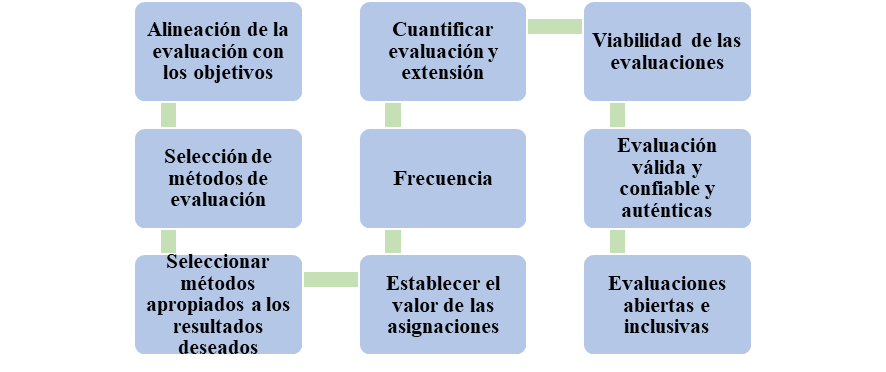 Alineación de la
evaluación con
los objetivos
Selección de
métodos de
evaluación
Seleccionar
métodos
apropiados a los
resultados
deseados
Establecer el
valor de las
asignaciones
Frecuencia
Cuantificar
evaluación y
extensión
Viabilidad de las
evaluaciones
Evaluación
válida y
confiable y
auténticas
Evaluaciones
abiertas e
inclusivas